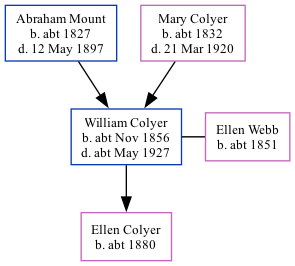 Abraham Mount
b. abt 1827
d. 12 May 1897
Mary Colyer
b. abt 1832
d. 21 Mar 1920
William Colyer
b. abt Nov 1856
d. abt May 1927
Ellen Webb
b. abt 1851
Ellen Colyer
b. abt 1880